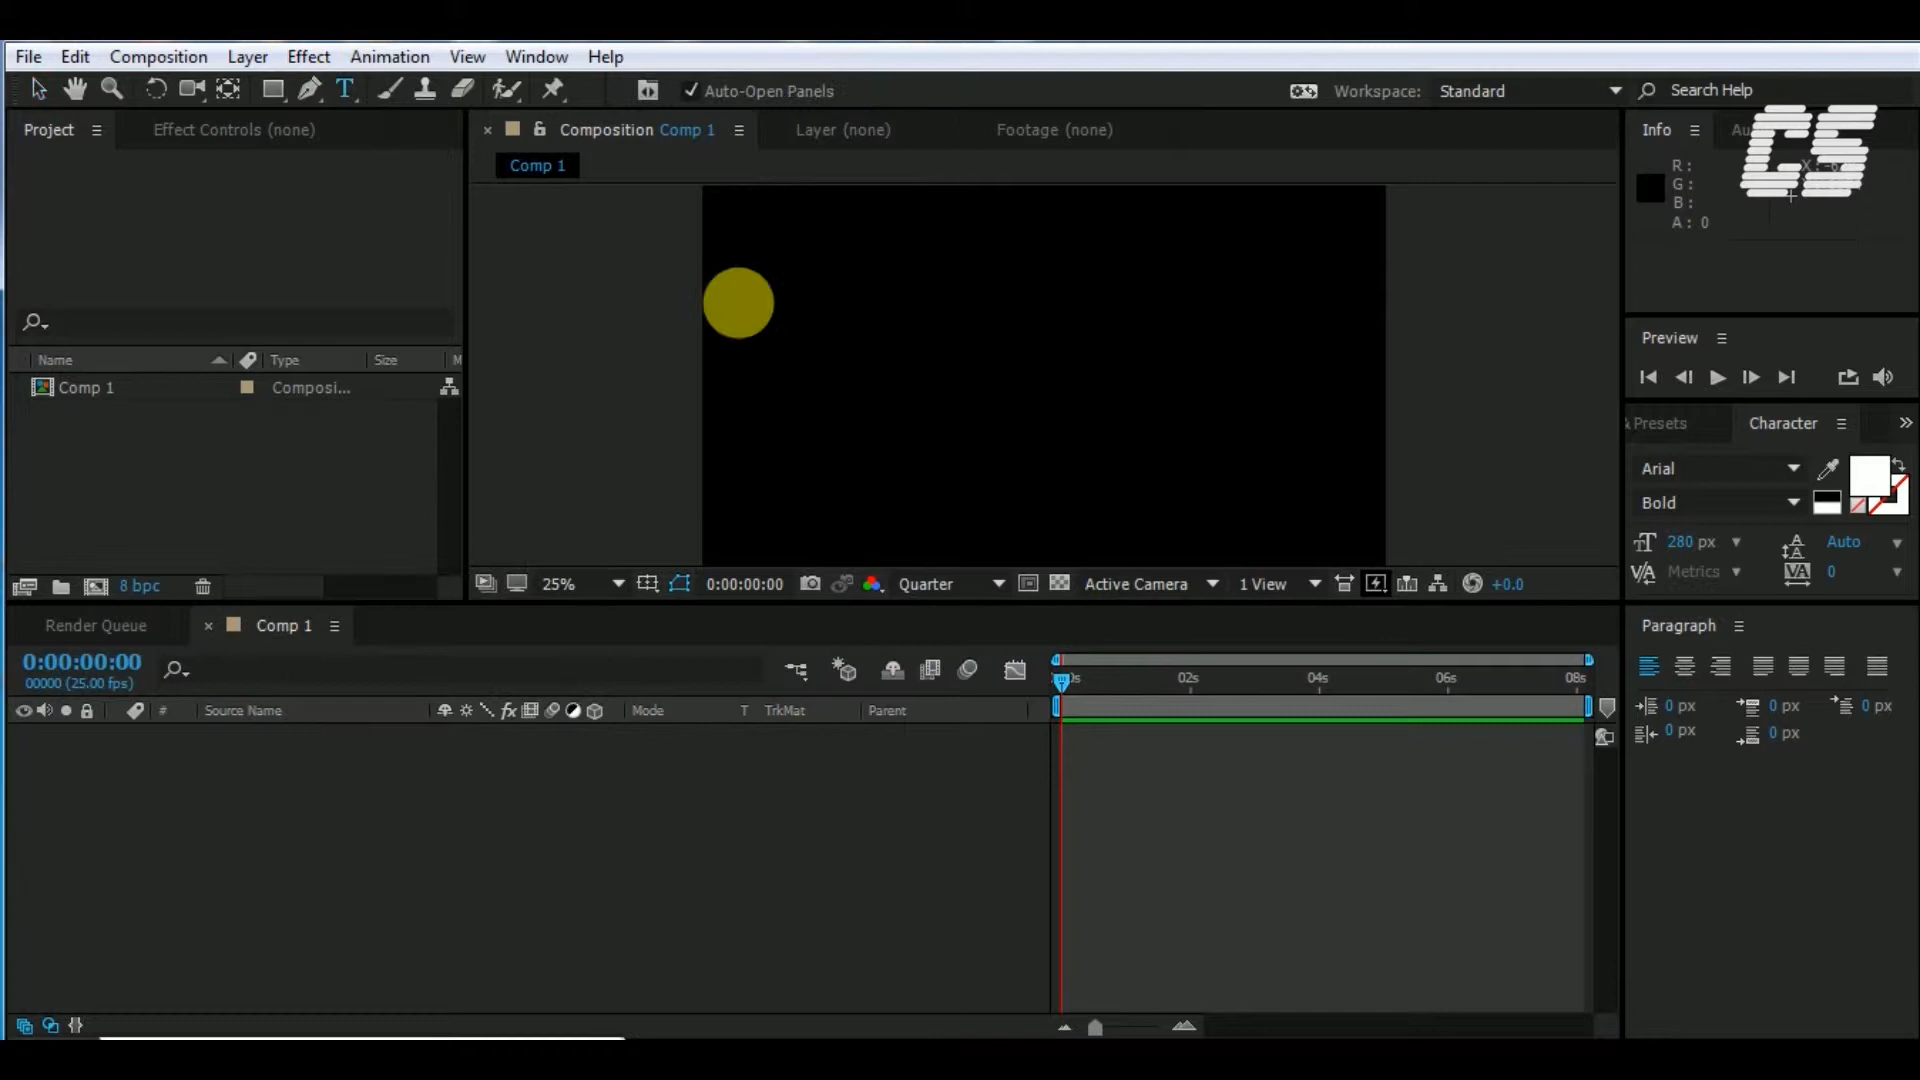 File Edit Composition Layer Effect Animation View Window Help
T Auto-Open Panels Workspace: Standard Search Help
Project Effect Controls (none) Composition Comp 1 Layer (none) Footage (none) Info
CS
Comp 1
R:
G:
B:
A: 0
Preview
Name Type Size M
Comp 1 Composi...
& Presets Character
Arial
Bold
280 px Auto
Metrics 0
8 bpc 25% 0:00:00:00 Quarter Active Camera 1 View +0.0
Render Queue Comp 1 Paragraph
0:00:00:00
00000 (25.00 fps)
02s 04s 06s 08s
# Source Name fx Mode T TrkMat Parent
0 px 0 px 0 px
0 px 0 px